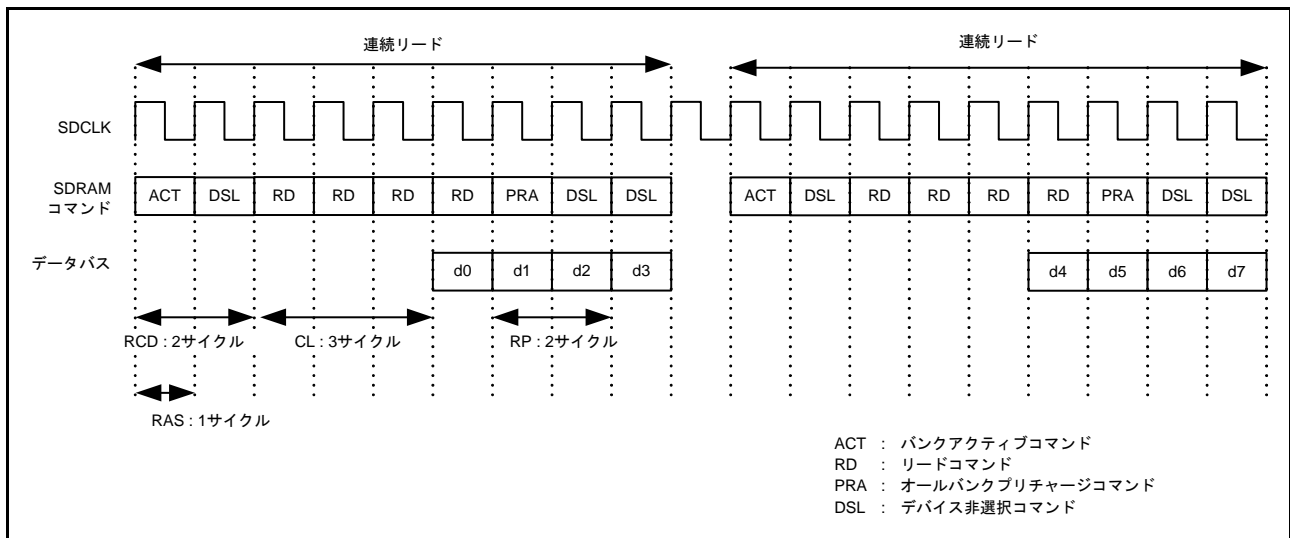 連続リード 連続リード
SDCLK
SDRAM
コマンド
ACT DSL RD RD RD RD PRA DSL DSL ACT DSL RD RD RD RD PRA DSL DSL
データバス d0 d1 d2 d3 d4 d5 d6 d7
RCD : 2サイクル CL : 3サイクル RP : 2サイクル
RAS : 1サイクル
ACT : バンクアクティブコマンド
RD : リードコマンド
PRA : オールバンクプリチャージコマンド
DSL : デバイス非選択コマンド